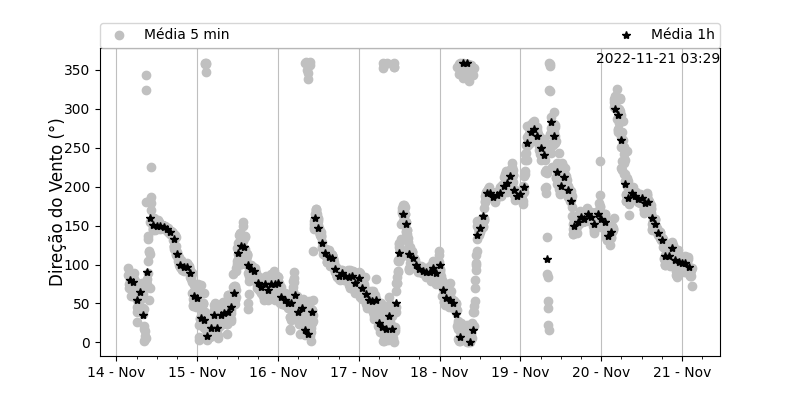 Média 5 min
Média 1h
2022-11-21 03:29
Direção do Vento (°)
350
300
250
200
150
100
50
0
14 - Nov
15 - Nov
16 - Nov
17 - Nov
18 - Nov
19 - Nov
20 - Nov
21 - Nov